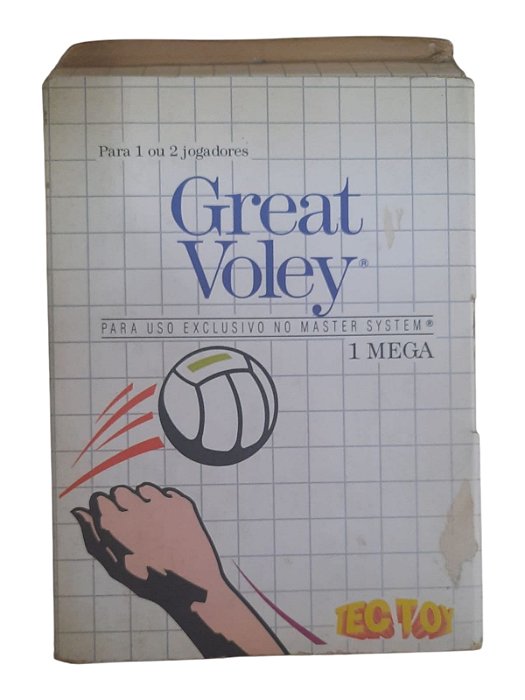 Para 1 ou 2 jogadores
Great
Voley®
PARA USO EXCLUSIVO NO MASTER SYSTEM®
1 MEGA
TEC TOY